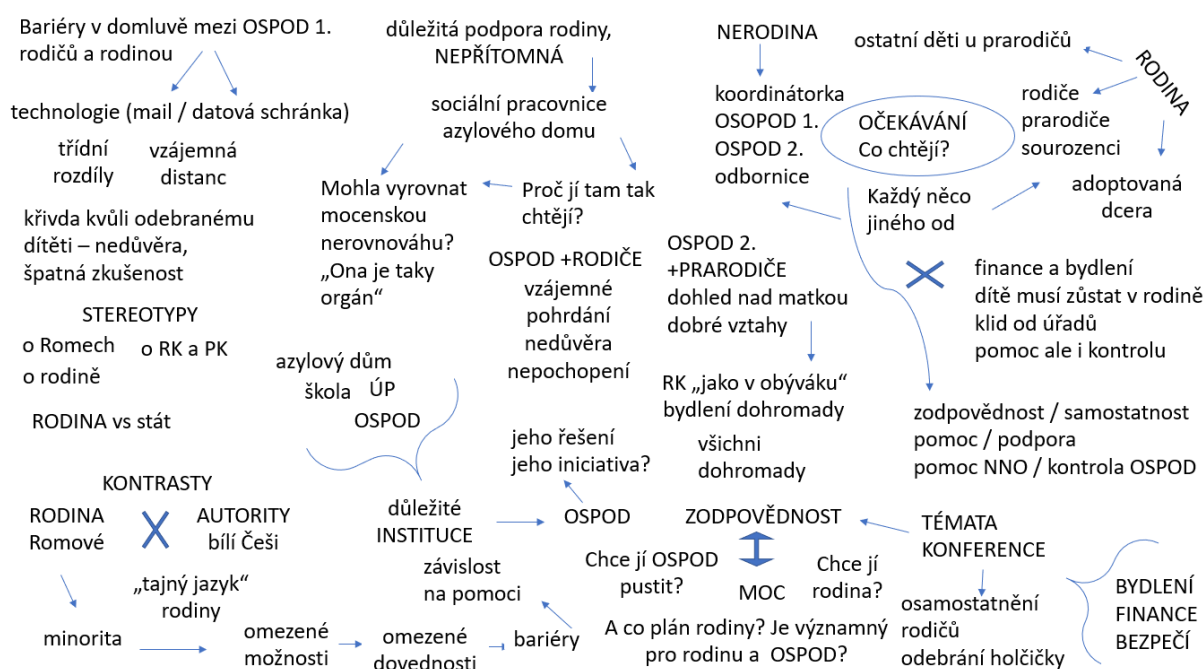 Bariéry v domluvě mezi OSPOD 1.
rodičů a rodinou
technologie (mail / datová schránka)
třídní
rozdíly
vzájemná
distanc
křivda kvůli odebranému
dítěti – nedůvěra,
špatná zkušenost
STEREOTYPY
o Romech
o RK a PK
o rodině
RODINA vs stát
KONTRASTY
RODINA
Romové
AUTORITY
bílí Češi
„tajný jazyk“
rodiny
minorita
omezené
možnosti
omezené
dovednosti
bariéry
důležitá podpora rodiny,
NEPŘÍTOMNÁ
sociální pracovnice
azylového domu
Mohla vyrovnat
mocenskou
nerovnováhu?
„Ona je taky
orgán“
Proč jí tam tak
chtějí?
OSPOD +RODIČE
vzájemné
pohrdání
nedůvěra
nepochopení
azylový dům
škola
ÚP
OSPOD
jeho řešení
jeho iniciativa?
důležité
INSTITUCE
OSPOD
závislost
na pomoci
NERODINA
koordinátorka
OSOPOD 1.
OSPOD 2.
odbornice
OČEKÁVÁNÍ
Co chtějí?
Každý něco
jiného od
ostatní děti u prarodičů
RODINA
rodiče
prarodiče
sourozenci
adoptovaná
dcera
OSPOD 2.
+PRARODIČE
dohled nad matkou
dobré vztahy
RK „jako v obýváku“
bydlení dohromady
všichni
dohromady
finance a bydlení
dítě musí zůstat v rodině
klid od úřadů
pomoc ale i kontrolu
zodpovědnost / samostatnost
pomoc / podpora
pomoc NNO / kontrola OSPOD
ZODPOVĚDNOST
Chce jí OSPOD
pustit?
MOC
Chce jí
rodina?
A co plán rodiny? Je významný
pro rodinu a OSPOD?
TÉMATA
KONFERENCE
osamostatnění
rodičů
odebrání holčičky
BYDLENÍ
FINANCE
BEZPEČÍ